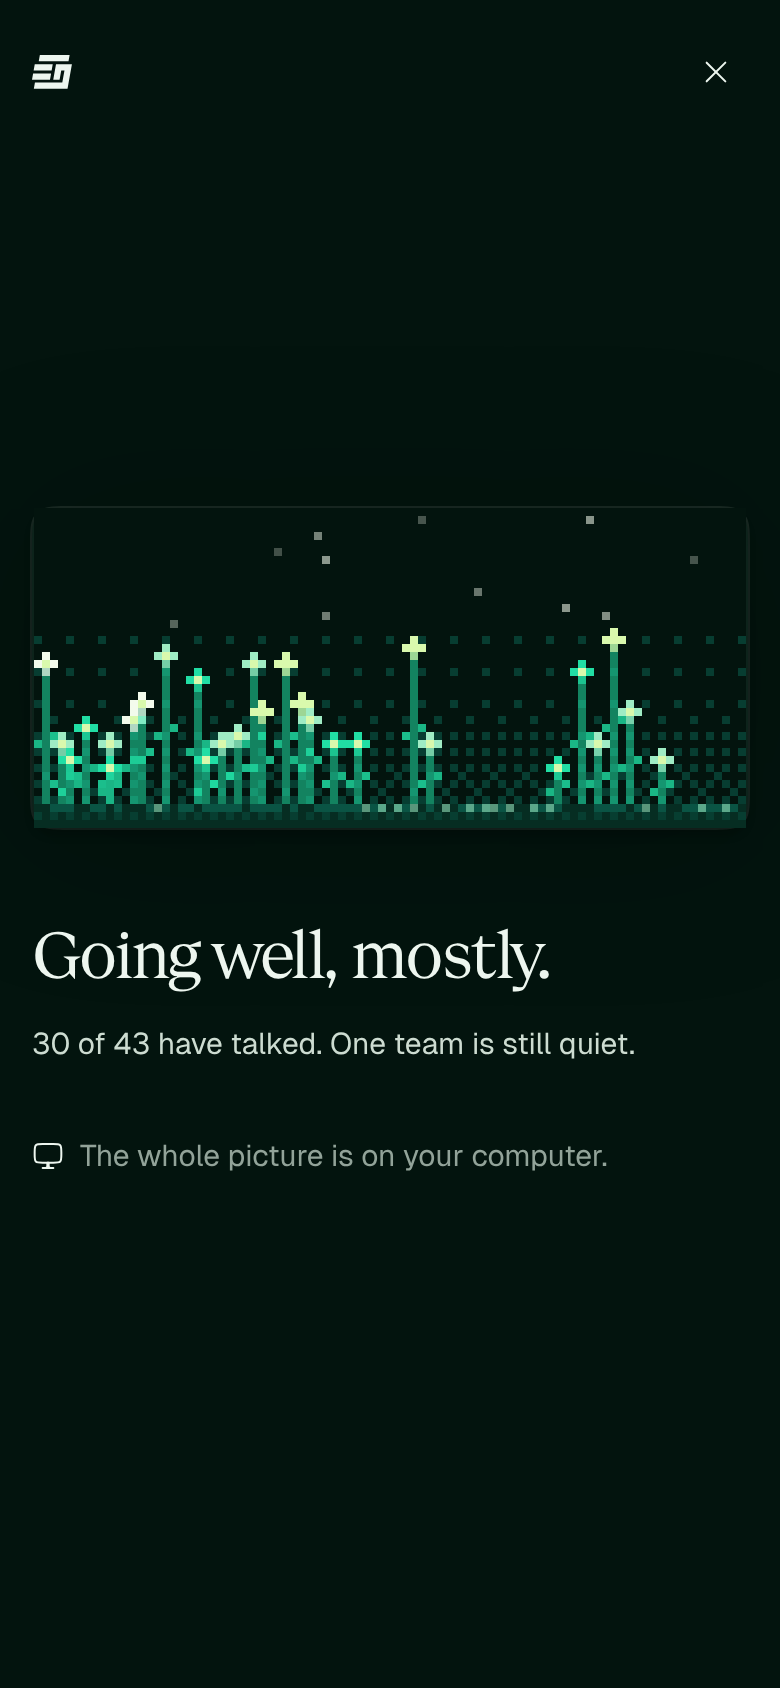 Going well, mostly.
30 of 43 have talked. One team is still quiet.
The whole picture is on your computer.